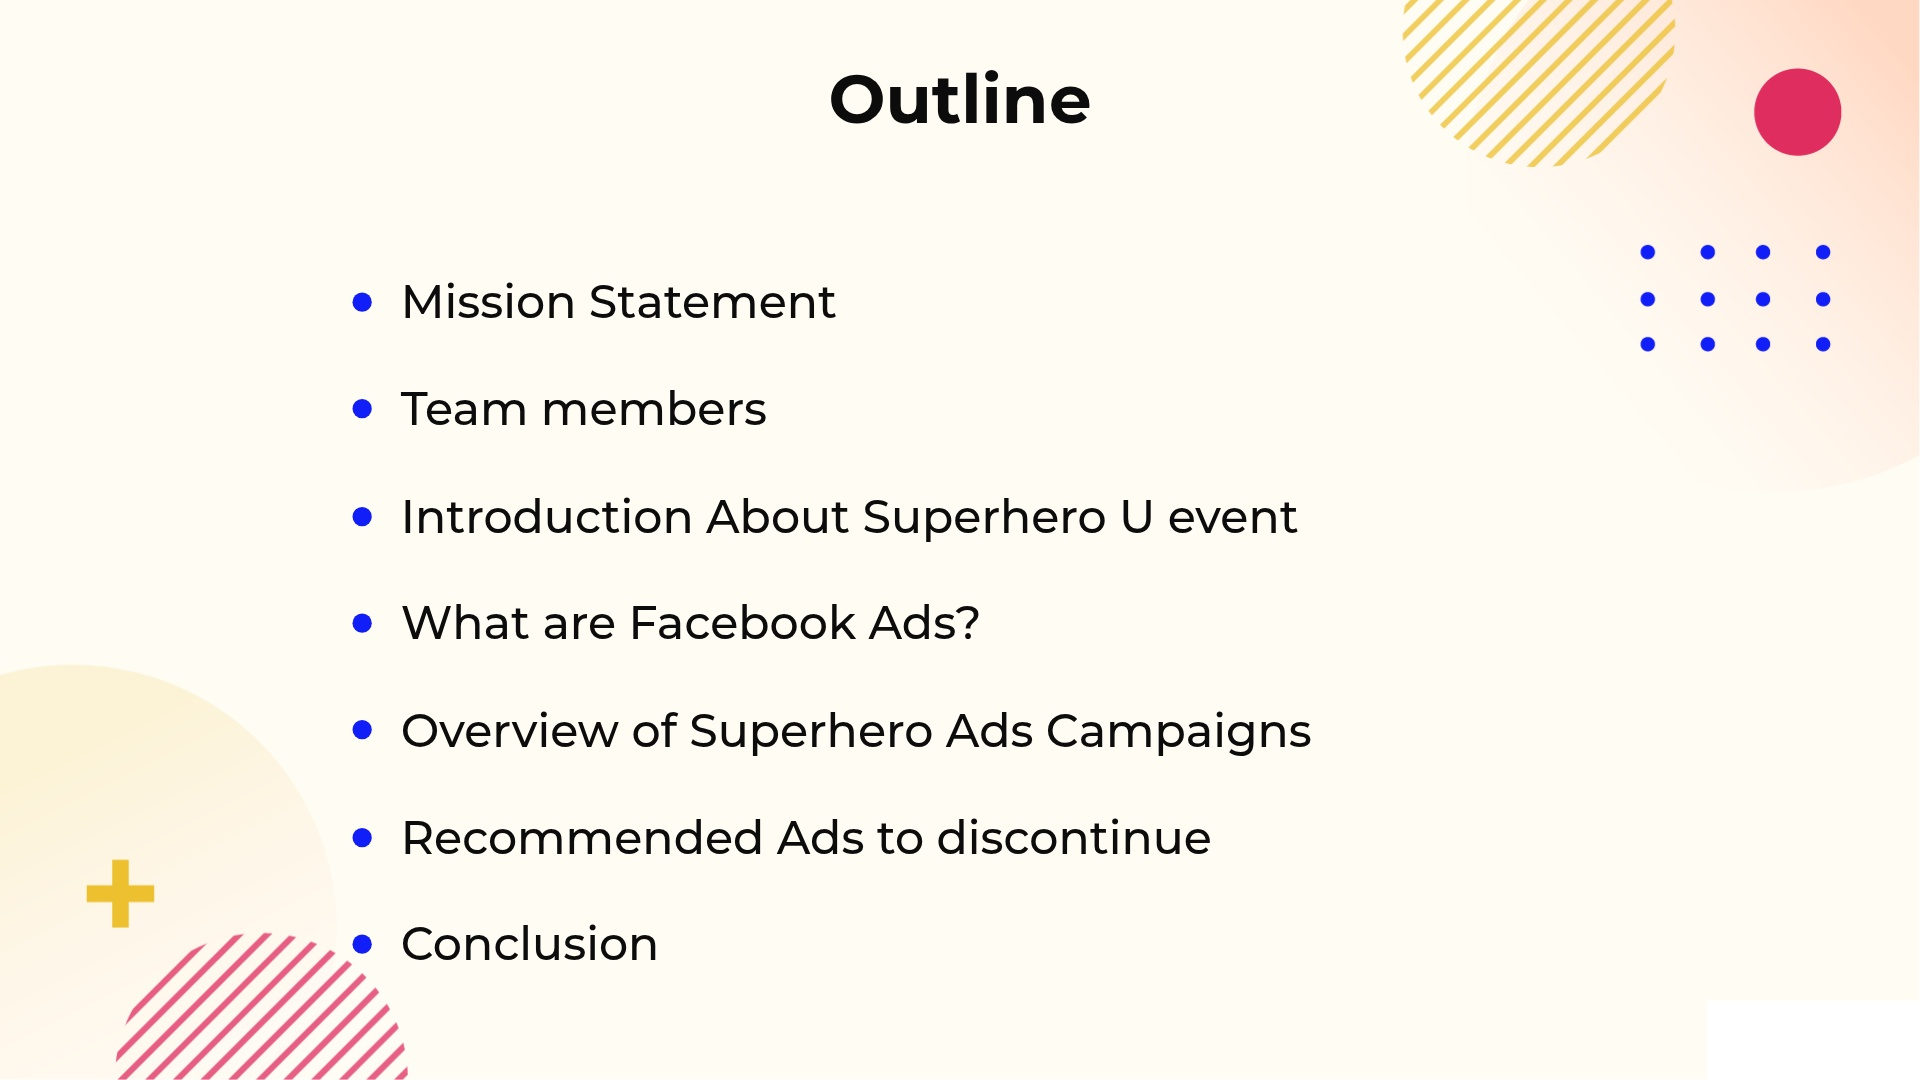 Outline
Mission Statement
Team members
Introduction About Superhero U event
What are Facebook Ads?
Overview of Superhero Ads Campaigns
Recommended Ads to discontinue
Conclusion